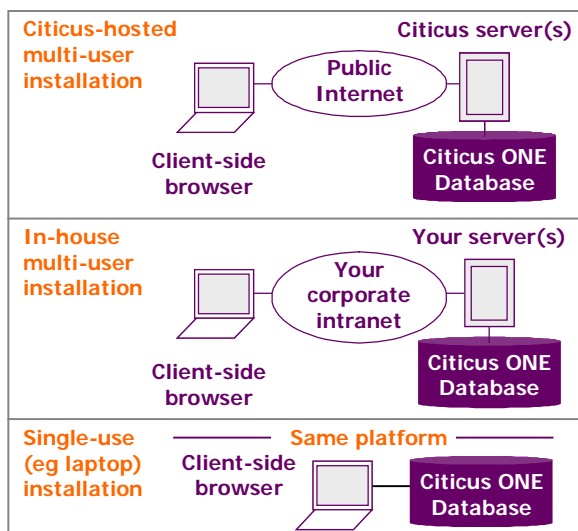 Citicus-hosted
multi-user
installation
Citicus server(s)
Public
Internet
Client-side
browser
Citicus ONE
Database
In-house
multi-user
installation
Your server(s)
Your
corporate
intranet
Client-side
browser
Citicus ONE
Database
Single-use
(eg laptop)
installation
Same platform
Client-side
browser
Citicus ONE
Database